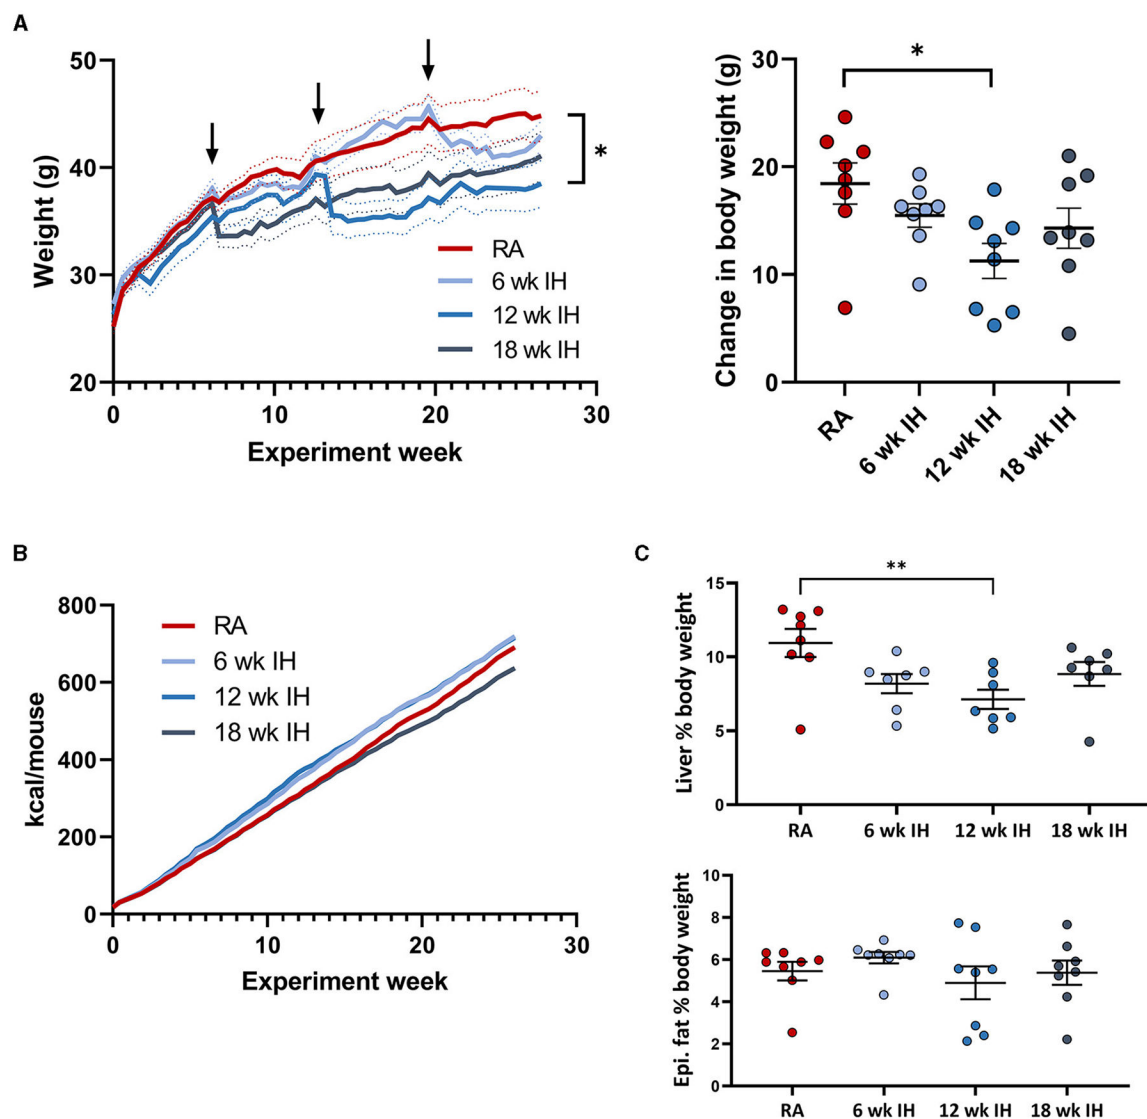 A
Weight (g)
50
40
30
20
0
10
20
30
Experiment week
RA
6 wk IH
12 wk IH
18 wk IH
*
Change in body weight (g)
30
20
10
0
*
RA
6 wk IH
12 wk IH
18 wk IH
B
kcal/mouse
800
600
400
200
0
0
10
20
30
Experiment week
RA
6 wk IH
12 wk IH
18 wk IH
C
Liver % body weight
15
10
5
0
**
RA
6 wk IH
12 wk IH
18 wk IH
Epi. fat % body weight
10
8
6
4
2
0
RA
6 wk IH
12 wk IH
18 wk IH